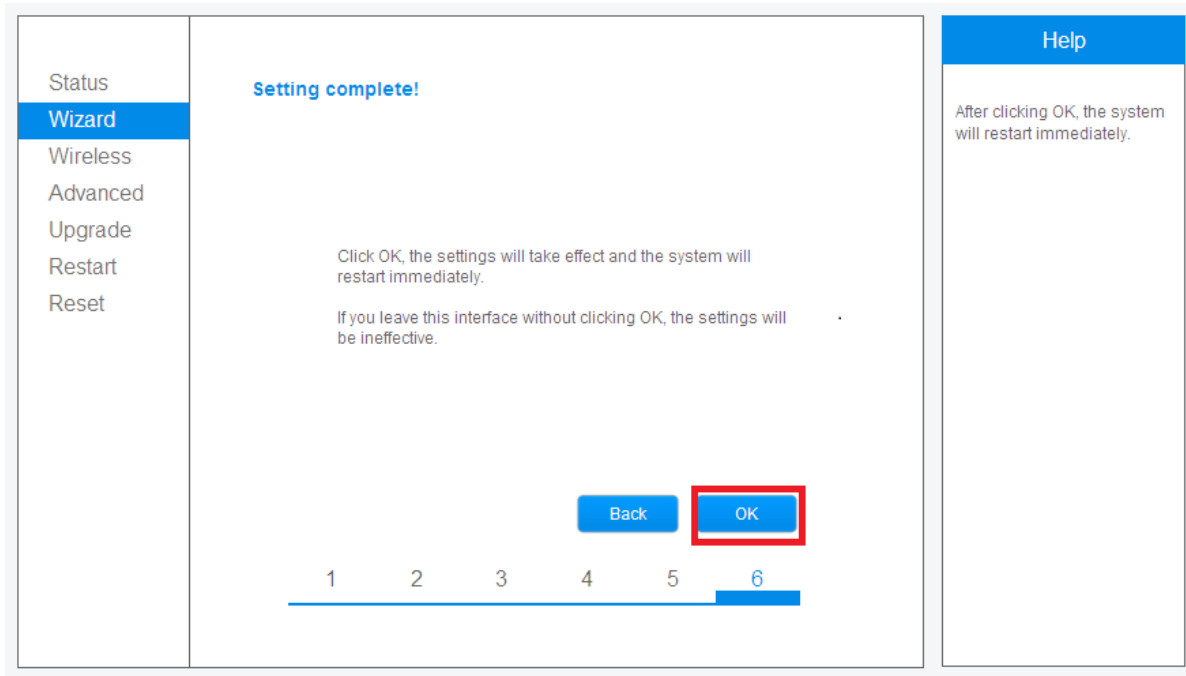 Status
Wizard
Wireless
Advanced
Upgrade
Restart
Reset
Setting complete!
Click OK, the settings will take effect and the system will
restart immediately.
If you leave this interface without clicking OK, the settings will
be ineffective.
Back OK
1 2 3 4 5 6
Help
After clicking OK, the system
will restart immediately.